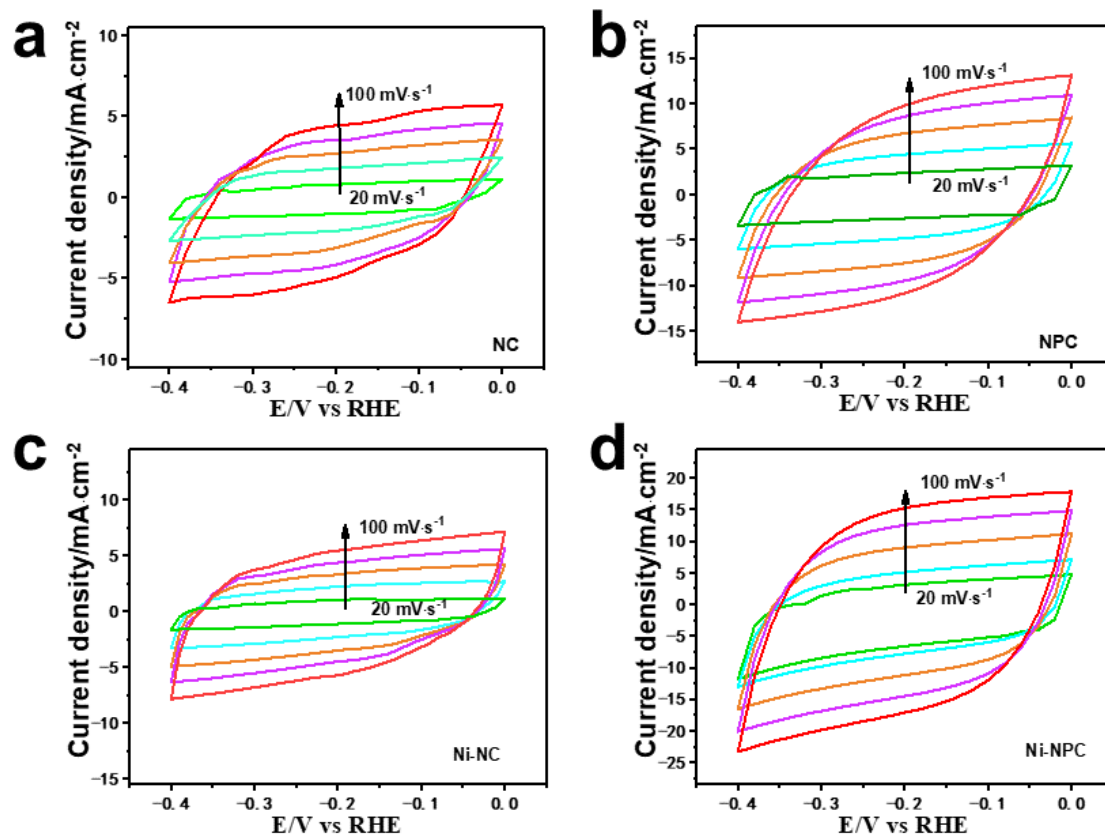 a
10
5
0
−5
−10
Current density/mA·cm-2
100 mV·s-1
20 mV·s-1
NC
−0.4
−0.3
−0.2
−0.1
0.0
E/V vs RHE
b
15
10
5
0
−5
−10
−15
Current density/mA·cm-2
100 mV·s-1
20 mV·s-1
NPC
−0.4
−0.3
−0.2
−0.1
0.0
E/V vs RHE
c
10
5
0
−5
−10
−15
Current density/mA·cm-2
100 mV·s-1
20 mV·s-1
Ni-NC
−0.4
−0.3
−0.2
−0.1
0.0
E/V vs RHE
d
20
15
10
5
0
−5
−10
−15
−20
−25
Current density/mA·cm-2
100 mV·s-1
20 mV·s-1
Ni-NPC
−0.4
−0.3
−0.2
−0.1
0.0
E/V vs RHE